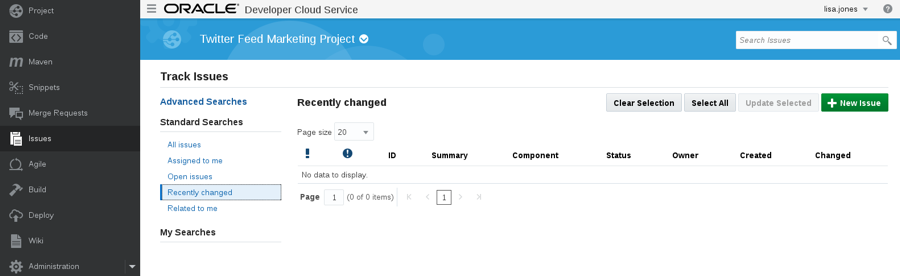 Project
Code
Maven
Snippets
Merge Requests
Issues
Agile
Build
Deploy
Wiki
Administration
ORACLE® Developer Cloud Service
lisa.jones
Twitter Feed Marketing Project
Search Issues
Track Issues
Advanced Searches
Standard Searches
All issues
Assigned to me
Open issues
Recently changed
Related to me
My Searches
Recently changed
Clear Selection Select All Update Selected New Issue
Page size 20
ID Summary Component Status Owner Created Changed
No data to display.
Page 1 (0 of 0 items) 1